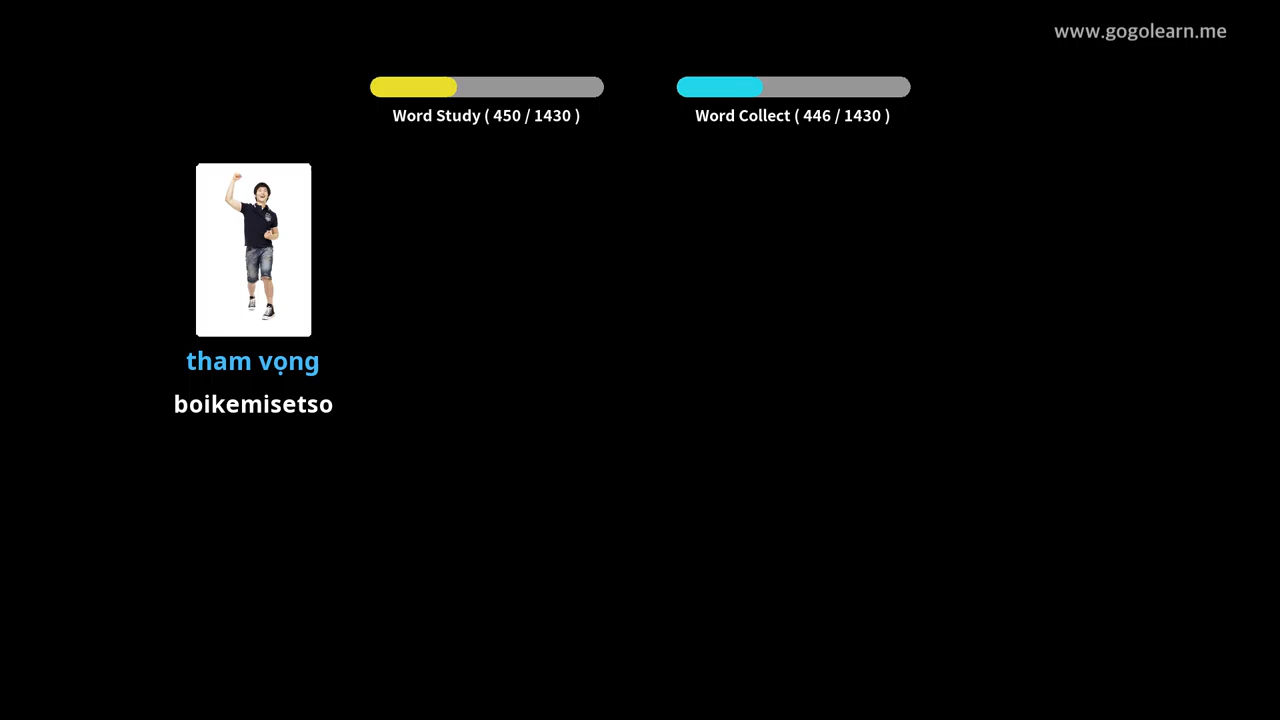 www.gogolearn.me
Word Study ( 450 / 1430 )
Word Collect ( 446 / 1430 )
tham vọng
boikemisetso